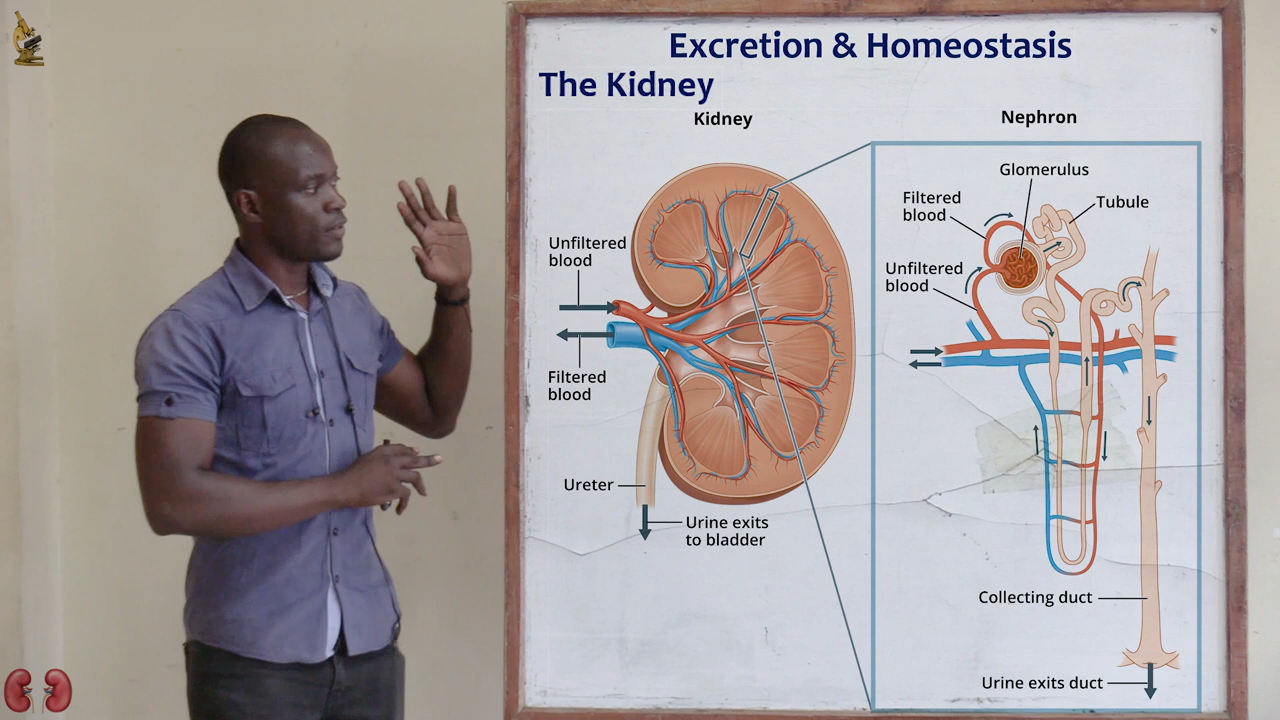 Excretion & Homeostasis
The Kidney
Kidney
Unfiltered
blood
Filtered
blood
Ureter
Urine exits
to bladder
Nephron
Glomerulus
Filtered
blood
Tubule
Unfiltered
blood
Collecting duct
Urine exits duct